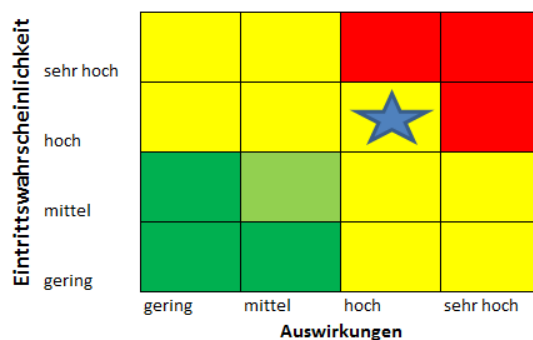 Eintrittswahrscheinlichkeit
sehr hoch
hoch
mittel
gering
gering mittel hoch sehr hoch
Auswirkungen